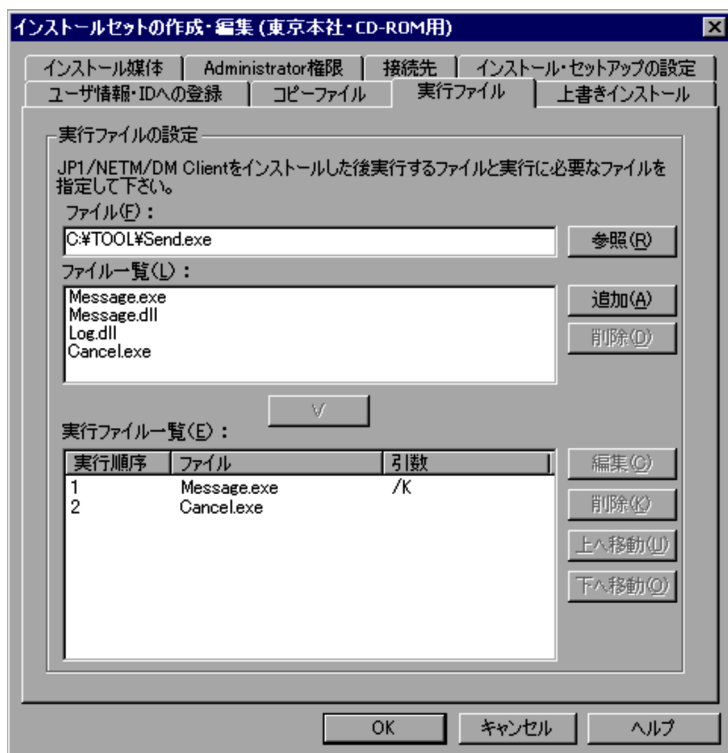 インストールセットの作成・編集 (東京本社・CD-ROM用)
インストール媒体 Administrator権限 接続先 インストール・セットアップの設定
ユーザ情報・IDへの登録 コピーファイル 実行ファイル 上書きインストール
実行ファイルの設定
JP1/NETM/DM Clientをインストールした後実行するファイルと実行に必要なファイルを
指定して下さい。
ファイル(F):
C:¥TOOL¥Send.exe 参照(R)
ファイル一覧(L):
Message.exe 追加(A)
Message.dll
Log.dll 削除(D)
Cancel.exe
∨
実行ファイル一覧(E):
実行順序 ファイル 引数 編集(C)
1 Message.exe /K
2 Cancel.exe 削除(K)
上へ移動(U)
下へ移動(O)
OK キャンセル ヘルプ